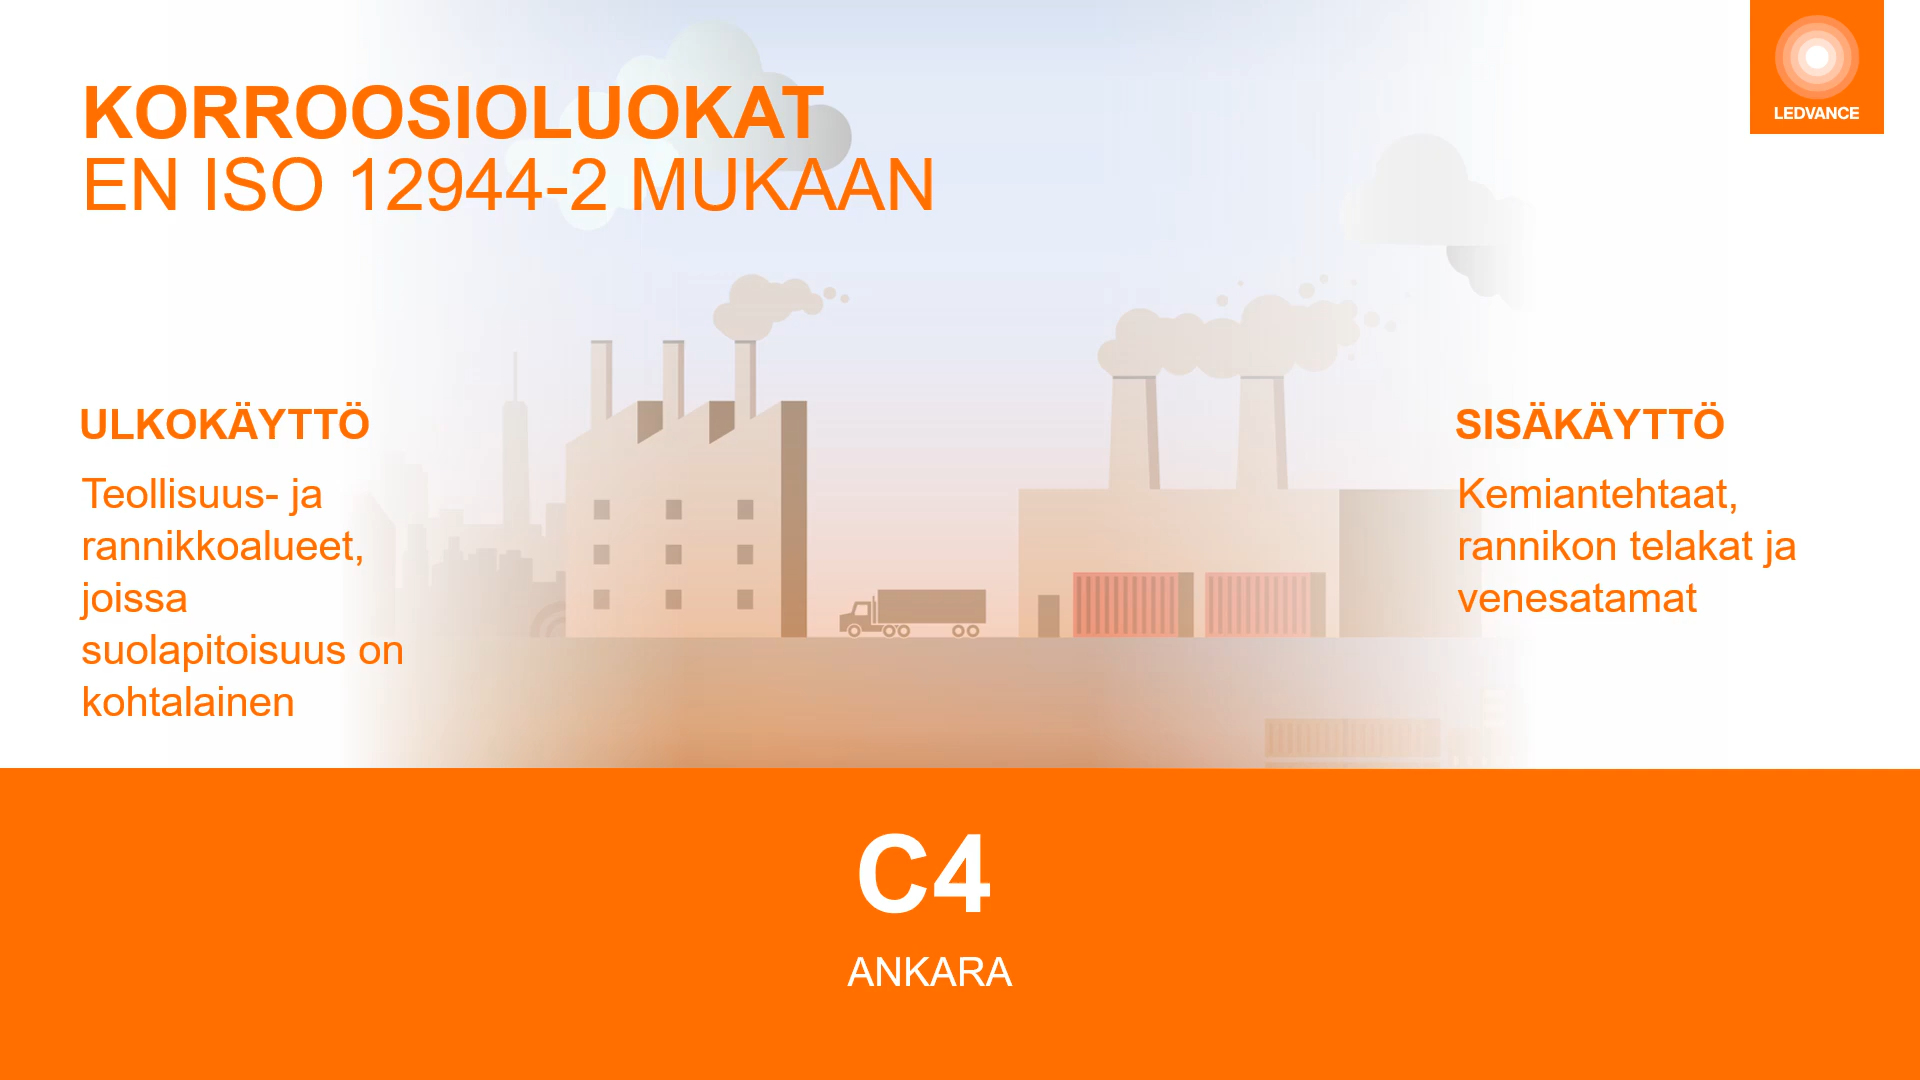 KORROOSIOLUOKAT
EN ISO 12944-2 MUKAAN
LEDVANCE
ULKOKÄYTTÖ
Teollisuus- ja
rannikkoalueet,
joissa
suolapitoisuus on
kohtalainen
SISÄKÄYTTÖ
Kemiantehtaat,
rannikon telakat ja
venesatamat
C4
ANKARA